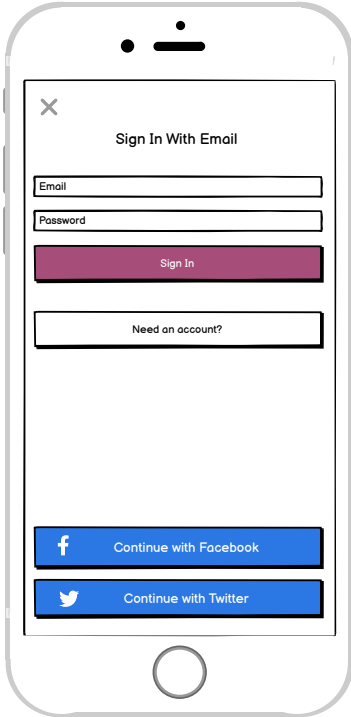 Sign In With Email
Email
Password
Sign In
Need an account?
Continue with Facebook
Continue with Twitter